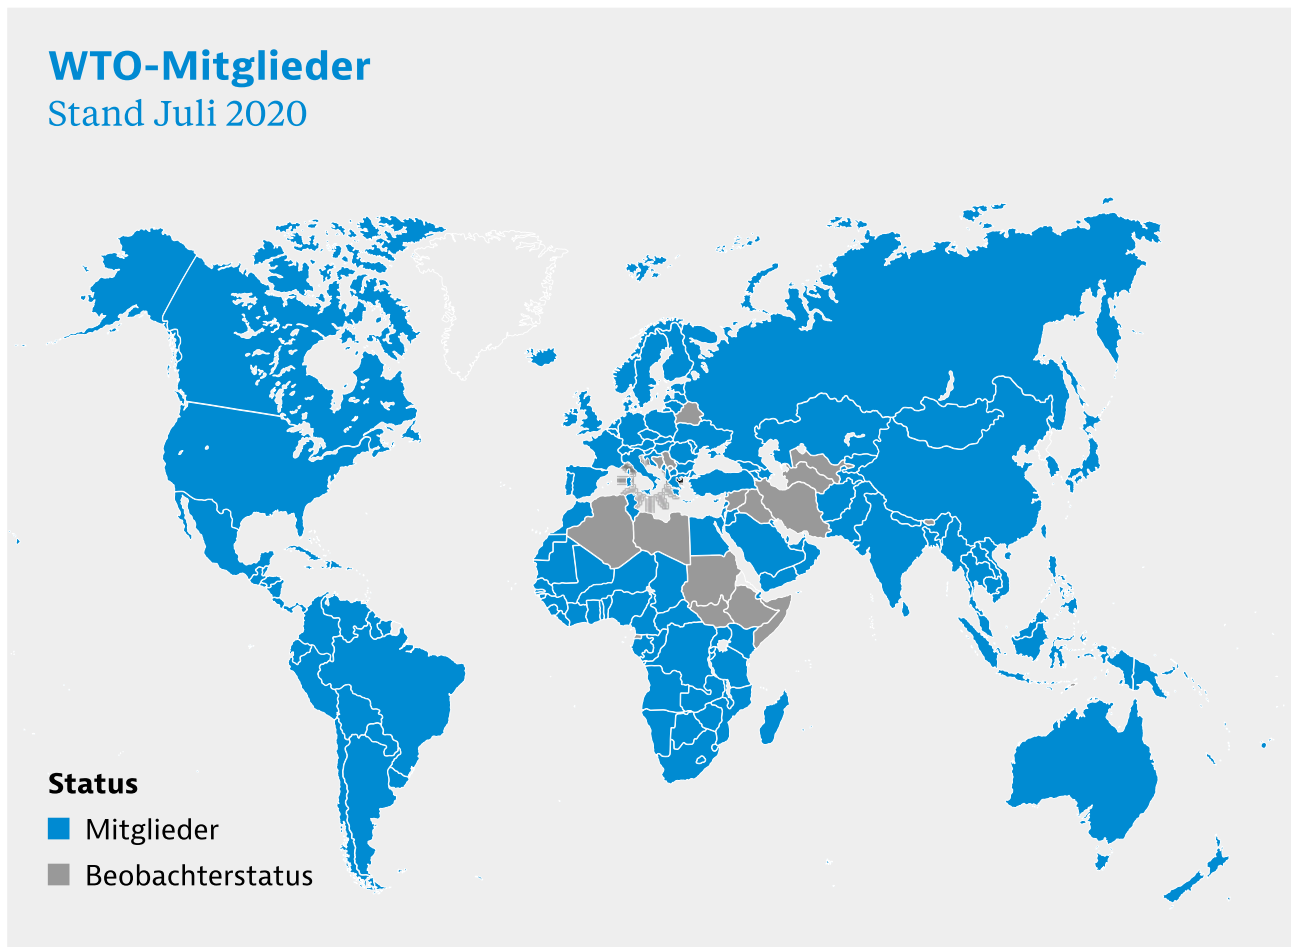 WTO-Mitglieder
Stand Juli 2020
Status
Mitglieder
Beobachterstatus